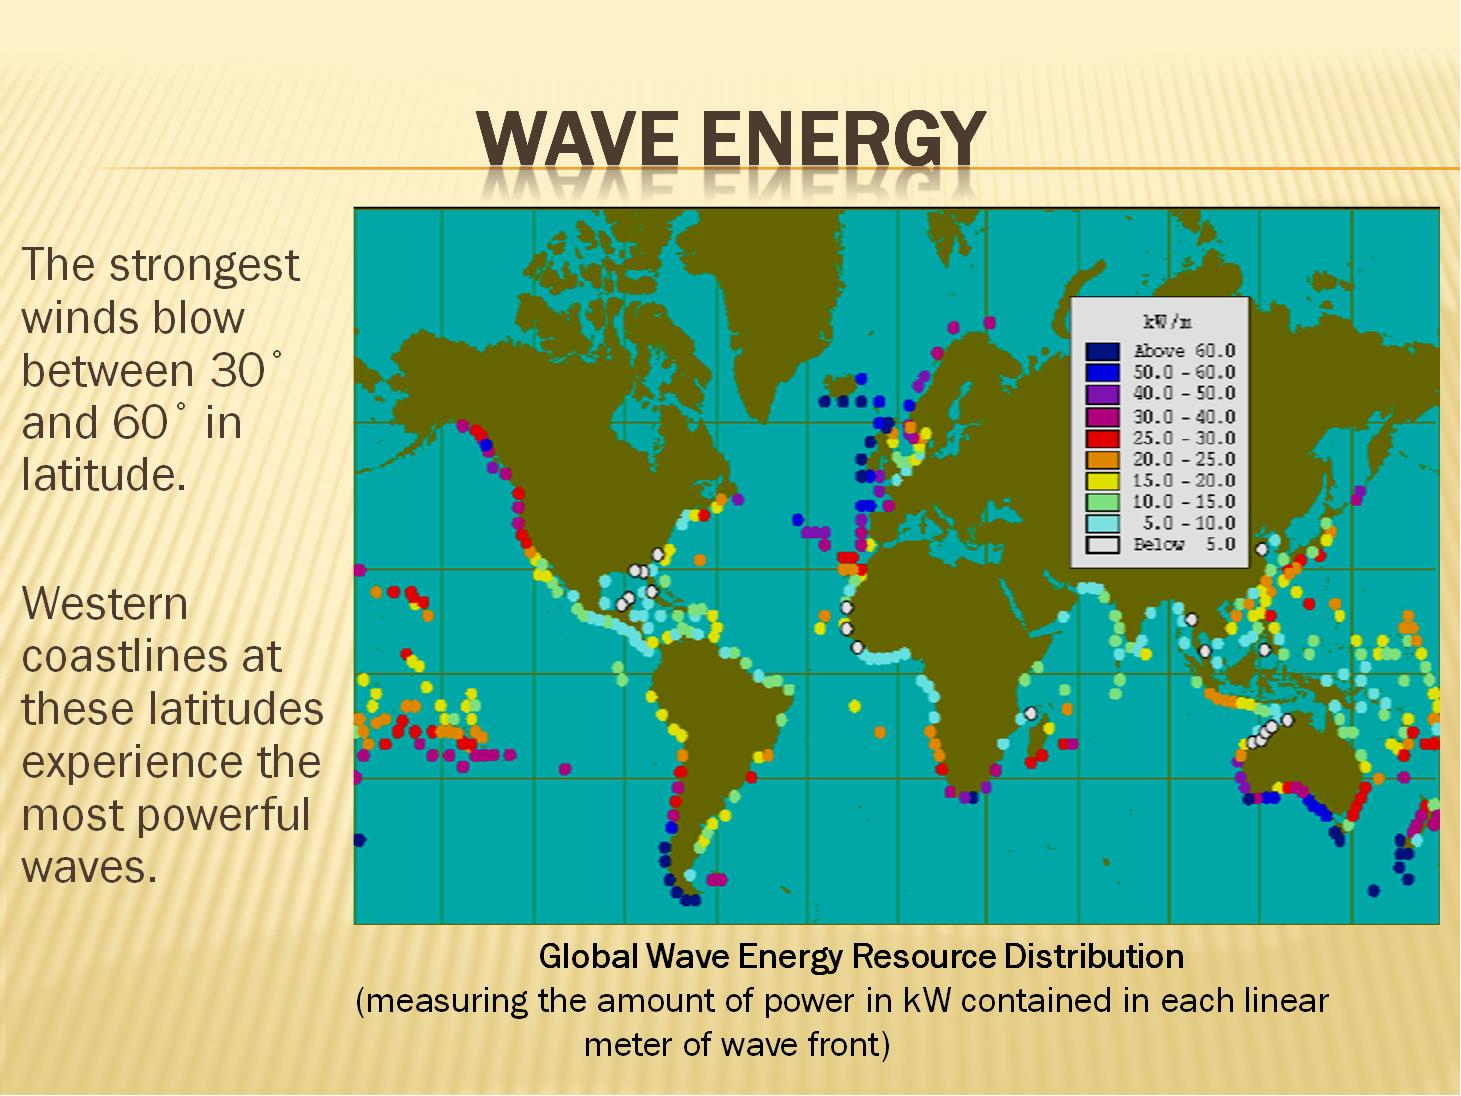 WAVE ENERGY
The strongest
winds blow
between 30˚
and 60˚ in
latitude.
Western
coastlines at
these latitudes
experience the
most powerful
waves.
kW/m
Above 60.0
50.0 - 60.0
40.0 - 50.0
30.0 - 40.0
25.0 - 30.0
20.0 - 25.0
15.0 - 20.0
10.0 - 15.0
5.0 - 10.0
Below 5.0
Global Wave Energy Resource Distribution
(measuring the amount of power in kW contained in each linear
meter of wave front)